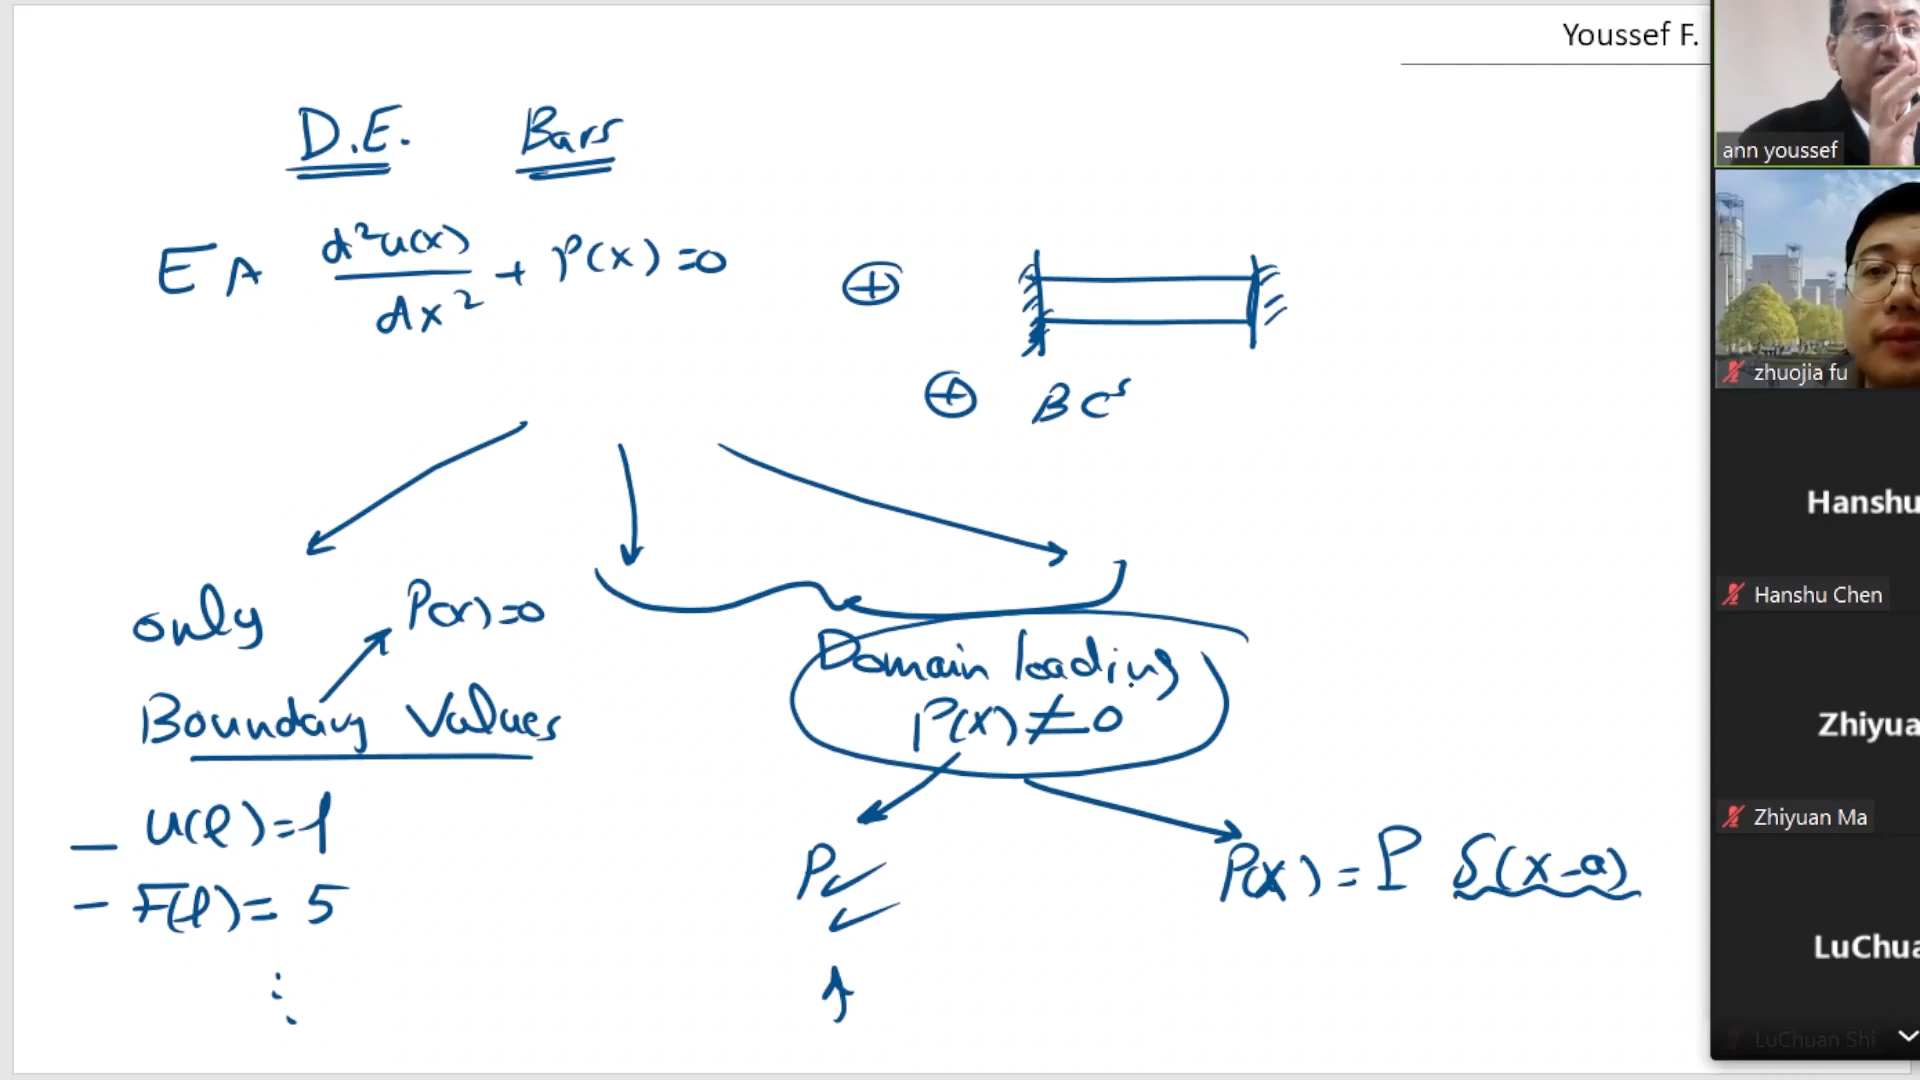 Youssef F.
D.E. Bars
EA d²u(x)/dx² + P(x) = 0
⊕
⊕ BCs
only P(x)=0
Boundary Values
Domain loading
P(x) ≠ 0
– u(l)=1
– F(l)= 5
P(x) = P δ(x-a)
ann youssef
zhuojia fu
Hanshu
Hanshu Chen
Zhiyua
Zhiyuan Ma
LuChua
LuChuan Shi